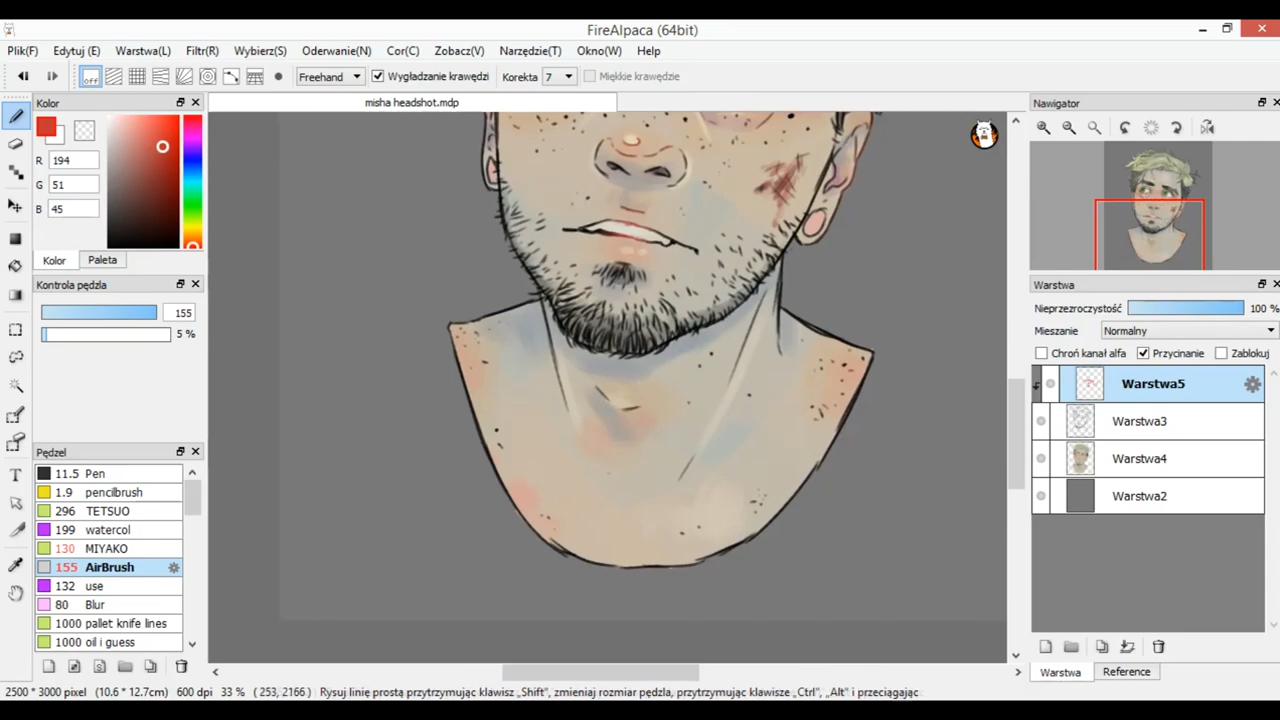 FireAlpaca (64bit)
Plik(F) Edytuj (E) Warstwa(L) Filtr(R) Wybierz(S) Oderwanie(N) Cor(C) Zobacz(V) Narzędzie(T) Okno(W) Help
off Freehand Wygładzanie krawędzi Korekta 7 Miękkie krawędzie
Kolor
misha headshot.mdp
Nawigator
R 194
G 51
B 45
Kolor Paleta
Kontrola pędzla
155
5 %
Pędzel
11.5 Pen
1.9 pencilbrush
296 TETSUO
199 watercol
130 MIYAKO
155 AirBrush
132 use
80 Blur
1000 pallet knife lines
1000 oil i guess
Warstwa
Nieprzezroczystość 100 %
Mieszanie Normalny
Chroń kanał alfa Przycinanie Zablokuj
Warstwa5
Warstwa3
Warstwa4
Warstwa2
Warstwa Reference
2500 * 3000 pixel (10.6 * 12.7cm) 600 dpi 33 % ( 253, 2166) Rysuj linię prostą przytrzymując klawisz „Shift", zmieniaj rozmiar pędzla, przytrzymując klawisze „Ctrl", „Alt" i przeciągając